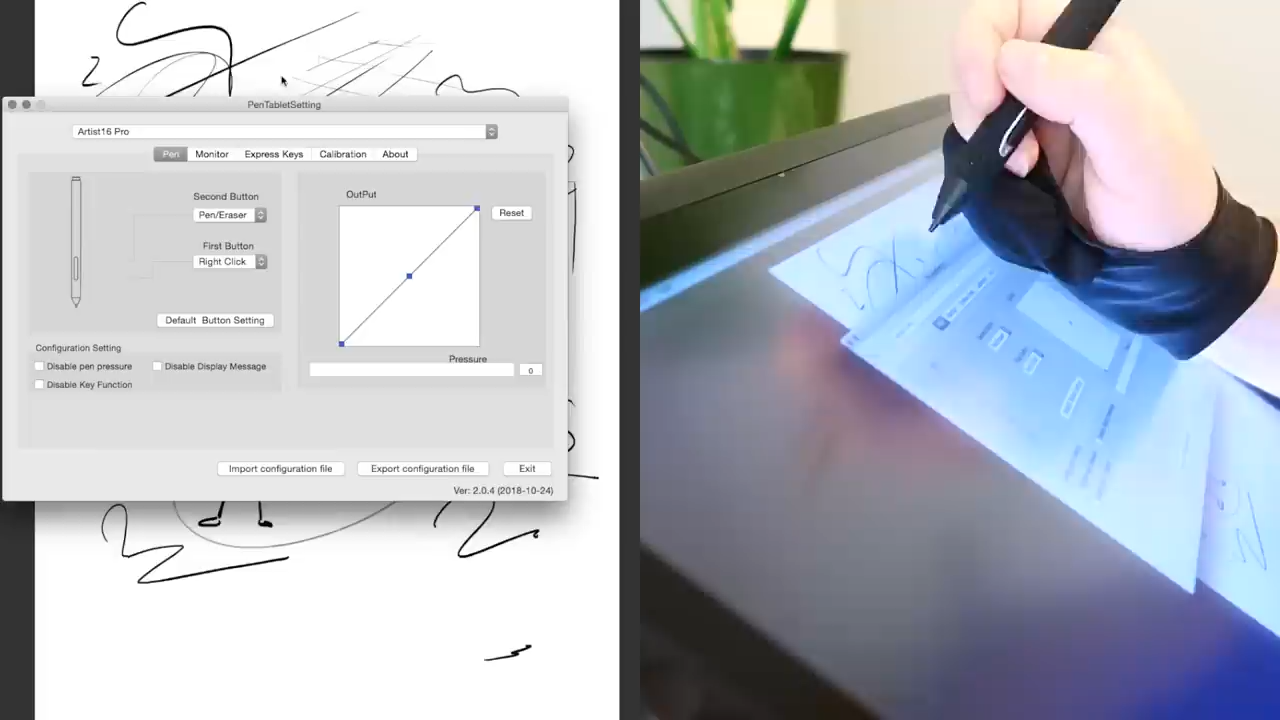 PenTabletSetting
Artist16 Pro
Pen Monitor Express Keys Calibration About
Second Button
Pen/Eraser
First Button
Right Click
Default Button Setting
OutPut
Reset
Configuration Setting
Disable pen pressure Disable Display Message
Disable Key Function
Pressure
0
Import configuration file Export configuration file Exit
Ver: 2.0.4 (2018-10-24)